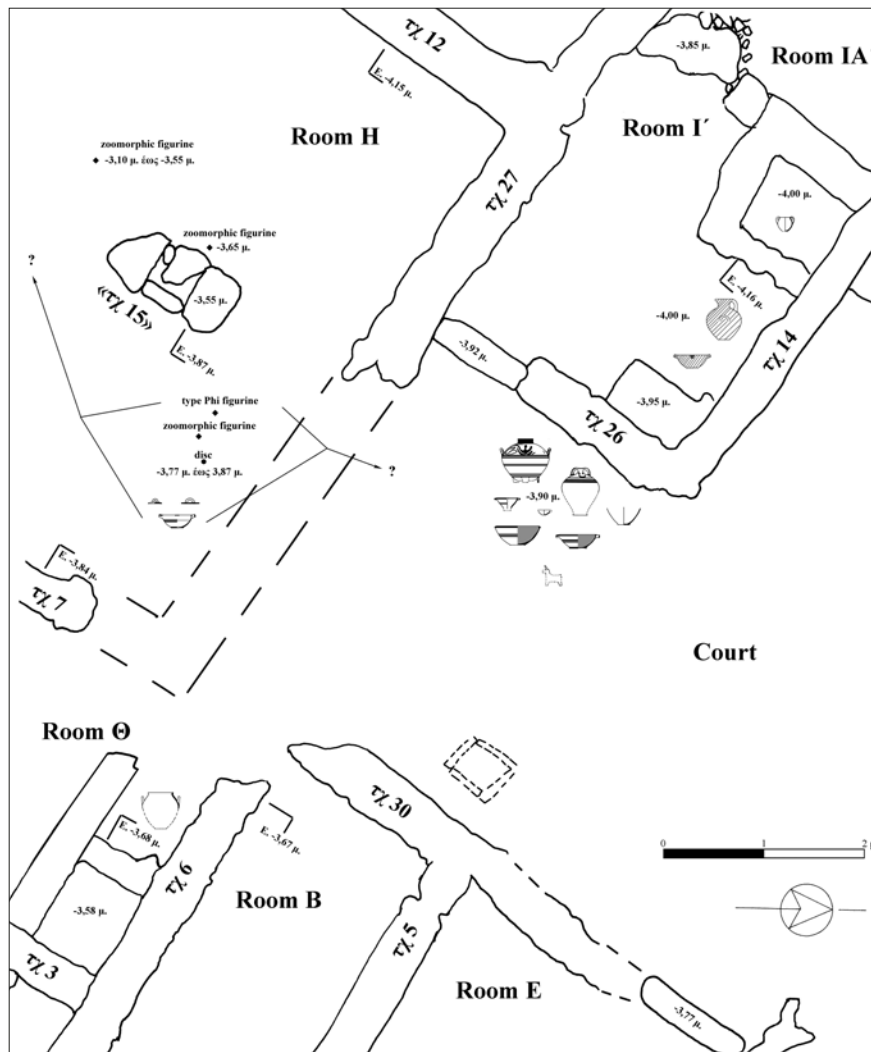 τχ 12
-3,85 μ.
Room IA
E. -4,15 μ.
Room H
Room I΄
zoomorphic figurine
-3,10 μ. έως -3,55 μ.
τχ 27
-4,00 μ.
zoomorphic figurine
-3,65 μ.
?
-3,55 μ.
E. -4,16 μ.
«τχ 15»
-4,00 μ.
τχ 14
E. -3,87 μ.
-3,92 μ.
-3,95 μ.
type Phi figurine
τχ 26
zoomorphic figurine
disc
-3,77 μ. έως 3,87 μ.
?
-3,90 μ.
E. -3,84 μ.
τχ 7
Court
Room Θ
τχ 30
E. -3,68 μ.
E. -3,67 μ.
τχ 6
0 1 2
Room B
-3,58 μ.
τχ 5
τχ 3
Room E
-3,77 μ.